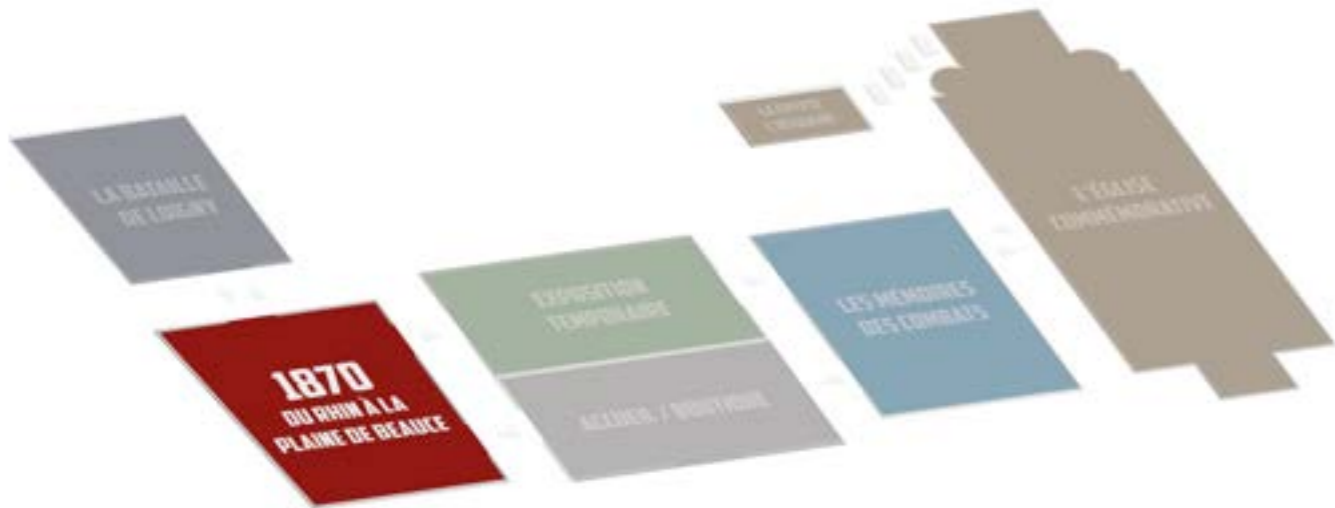 LA BATAILLE
DE LOIGNY
1870
DU RHIN À LA
PLAINE DE BEAUCE
EXPOSITION
TEMPORAIRE
ACCUEIL / BOUTIQUE
LES MÉMOIRES
DES COMBATS
L'ÉGLISE
COMMÉMORATIVE